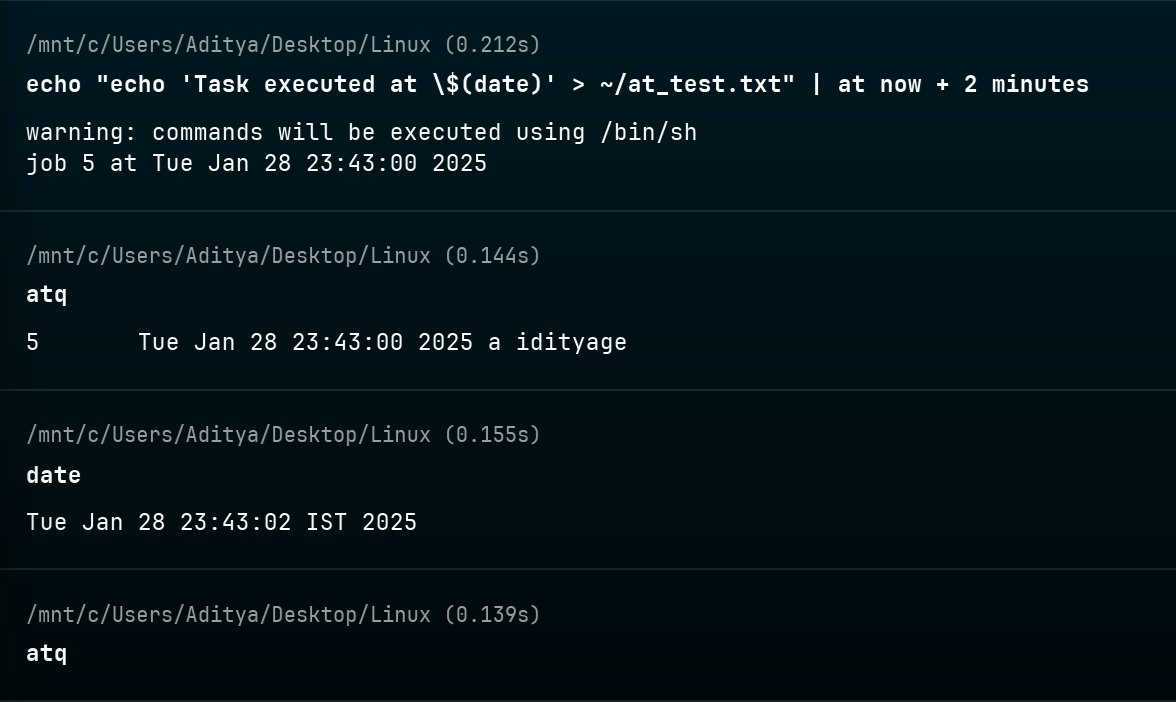 /mnt/c/Users/Aditya/Desktop/Linux (0.212s)
echo "echo 'Task executed at \$(date)' > ~/at_test.txt" | at now + 2 minutes
warning: commands will be executed using /bin/sh
job 5 at Tue Jan 28 23:43:00 2025
/mnt/c/Users/Aditya/Desktop/Linux (0.144s)
atq
5       Tue Jan 28 23:43:00 2025 a idityage
/mnt/c/Users/Aditya/Desktop/Linux (0.155s)
date
Tue Jan 28 23:43:02 IST 2025
/mnt/c/Users/Aditya/Desktop/Linux (0.139s)
atq